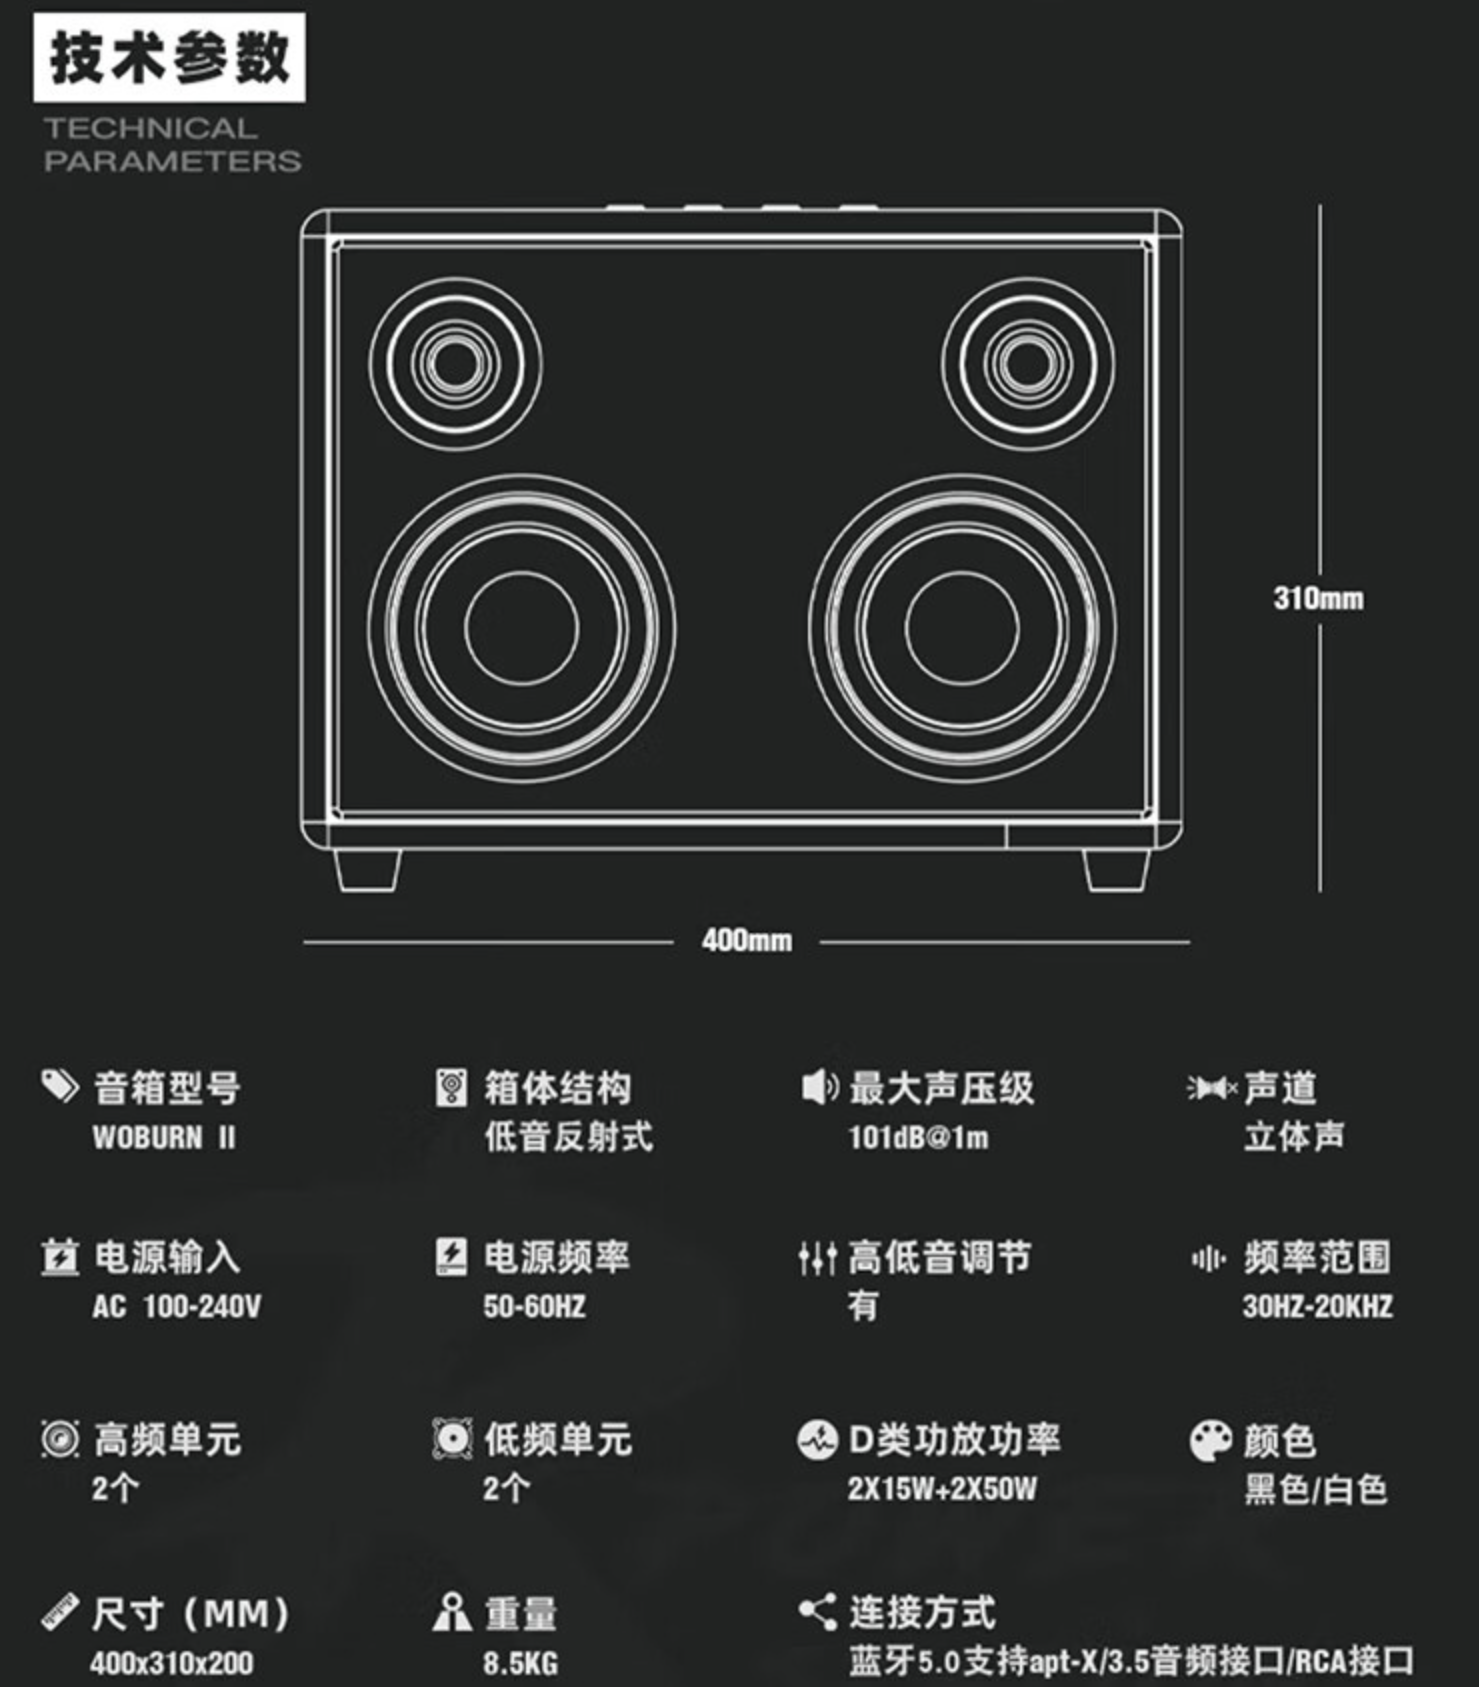 技术参数
TECHNICAL
PARAMETERS
310mm
400mm
音箱型号
WOBURN II
箱体结构
低音反射式
最大声压级
101dB@1m
声道
立体声
电源输入
AC 100-240V
电源频率
50-60HZ
高低音调节
有
频率范围
30HZ-20KHZ
高频单元
2个
低频单元
2个
D类功放功率
2X15W+2X50W
颜色
黑色/白色
尺寸（MM）
400x310x200
重量
8.5KG
连接方式
蓝牙5.0支持apt-X/3.5音频接口/RCA接口